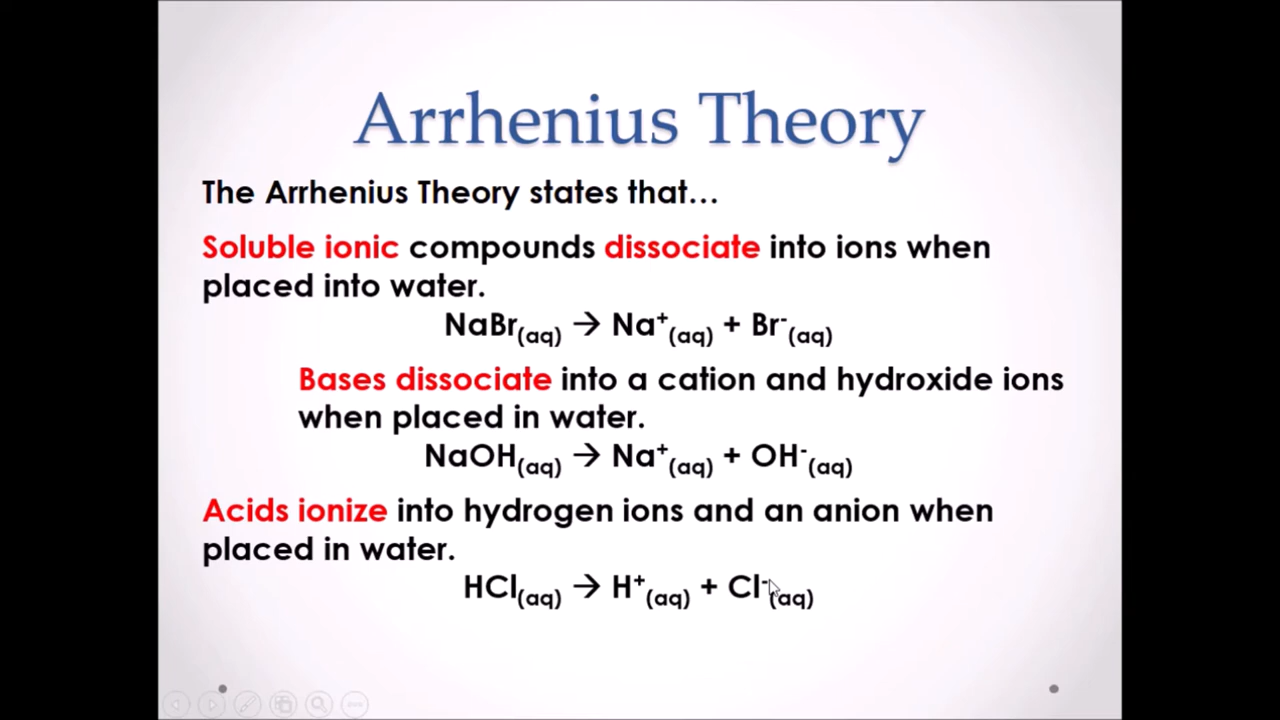 Arrhenius Theory
The Arrhenius Theory states that…
Soluble ionic compounds dissociate into ions when
placed into water.
NaBr(aq) → Na⁺(aq) + Br⁻(aq)
Bases dissociate into a cation and hydroxide ions
when placed in water.
NaOH(aq) → Na⁺(aq) + OH⁻(aq)
Acids ionize into hydrogen ions and an anion when
placed in water.
HCl(aq) → H⁺(aq) + Cl⁻(aq)